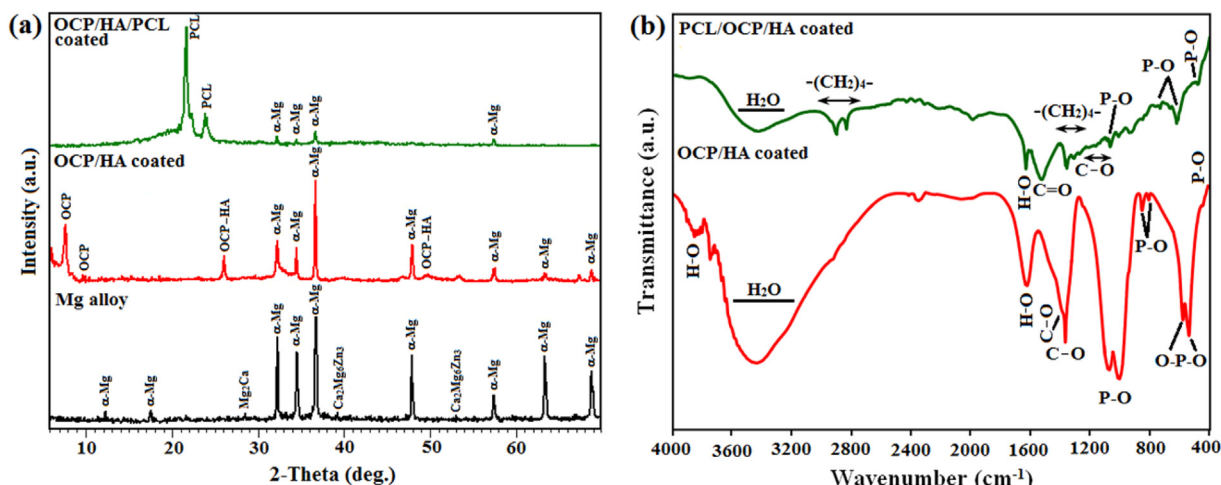 (a)
OCP/HA/PCL
coated
PCL
PCL
α-Mg
α-Mg
α-Mg
α-Mg
OCP/HA coated
OCP
OCP
OCP-HA
α-Mg
α-Mg
α-Mg
α-Mg
OCP-HA
α-Mg
α-Mg
α-Mg
Mg alloy
α-Mg
α-Mg
Mg2Ca
α-Mg
α-Mg
α-Mg
Ca2Mg6Zn3
α-Mg
Ca2Mg6Zn3
α-Mg
α-Mg
α-Mg
Intensity (a.u.)
10 20 30 40 50 60
2-Theta (deg.)
(b)
PCL/OCP/HA coated
H2O
-(CH2)4-
H-O
C=O
-(CH2)4-
C-O
P-O
P-O
P-O
OCP/HA coated
H-O
H2O
H-O
C-O
C-O
P-O
P-O
O-P-O
P-O
Transmittance (a.u.)
4000 3600 2800 2400 2000 1600 1200 800 400
Wavenumber (cm-1)